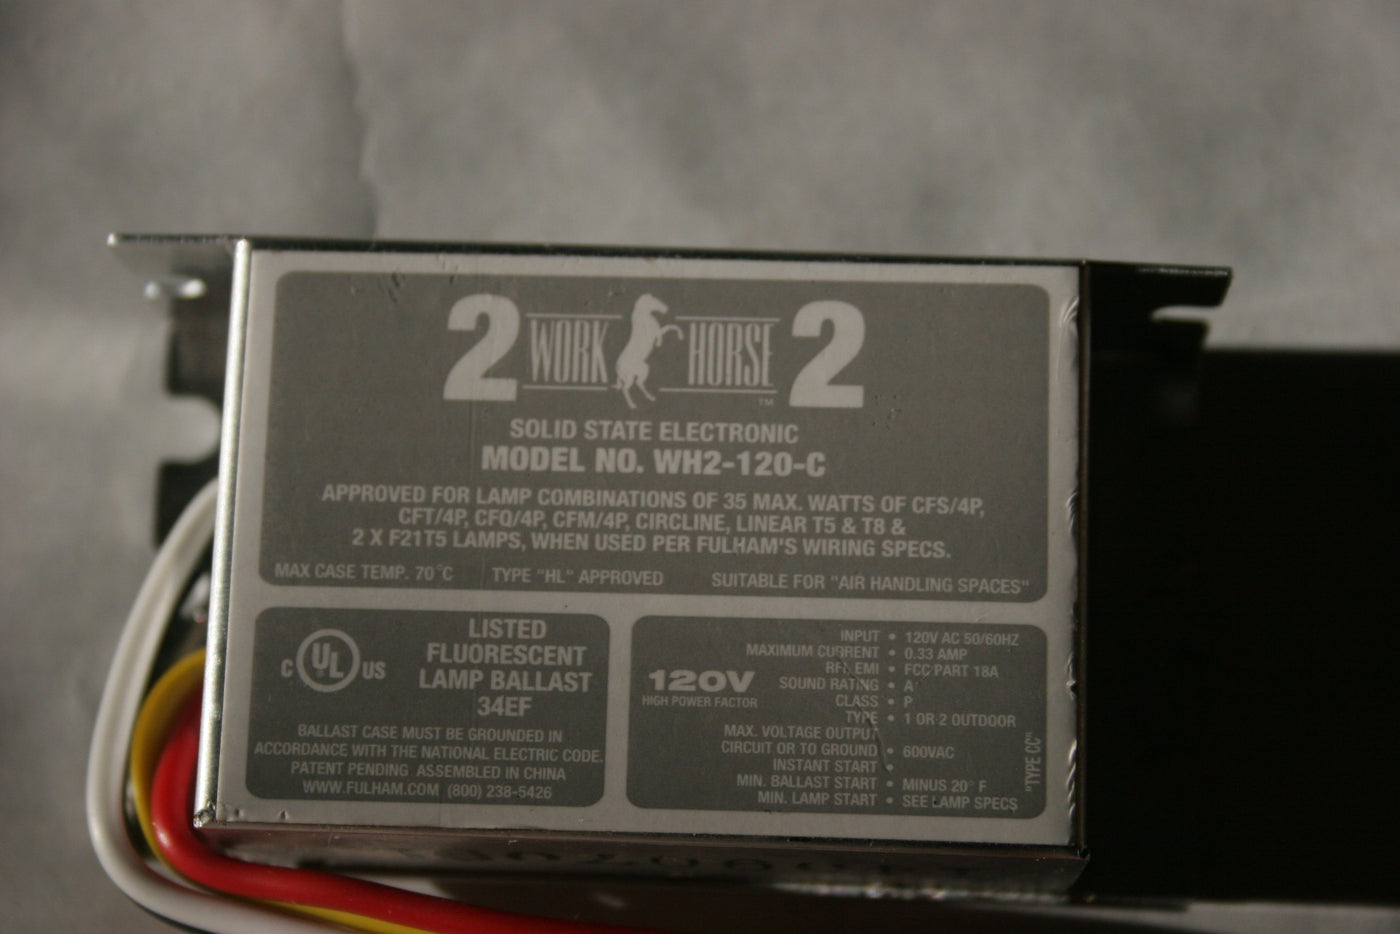 2 WORK HORSE 2
TM
SOLID STATE ELECTRONIC
MODEL NO. WH2-120-C
APPROVED FOR LAMP COMBINATIONS OF 35 MAX. WATTS OF CFS/4P,
CFT/4P, CFQ/4P, CFM/4P, CIRCLINE, LINEAR T5 & T8 &
2 X F21T5 LAMPS, WHEN USED PER FULHAM'S WIRING SPECS.
MAX CASE TEMP. 70°C TYPE "HL" APPROVED SUITABLE FOR "AIR HANDLING SPACES"
C UL US
LISTED
FLUORESCENT
LAMP BALLAST
34EF
BALLAST CASE MUST BE GROUNDED IN
ACCORDANCE WITH THE NATIONAL ELECTRIC CODE.
PATENT PENDING ASSEMBLED IN CHINA
WWW.FULHAM.COM (800) 238-5426
120V
HIGH POWER FACTOR
INPUT • 120V AC 50/60HZ
MAXIMUM CURRENT • 0.33 AMP
RFI, EMI • FCC PART 18A
SOUND RATING • A
CLASS • P
TYPE • 1 OR 2 OUTDOOR
MAX. VOLTAGE OUTPUT
CIRCUIT OR TO GROUND • 600VAC
INSTANT START •
MIN. BALLAST START • MINUS 20° F
MIN. LAMP START • SEE LAMP SPECS
"TYPE CC"